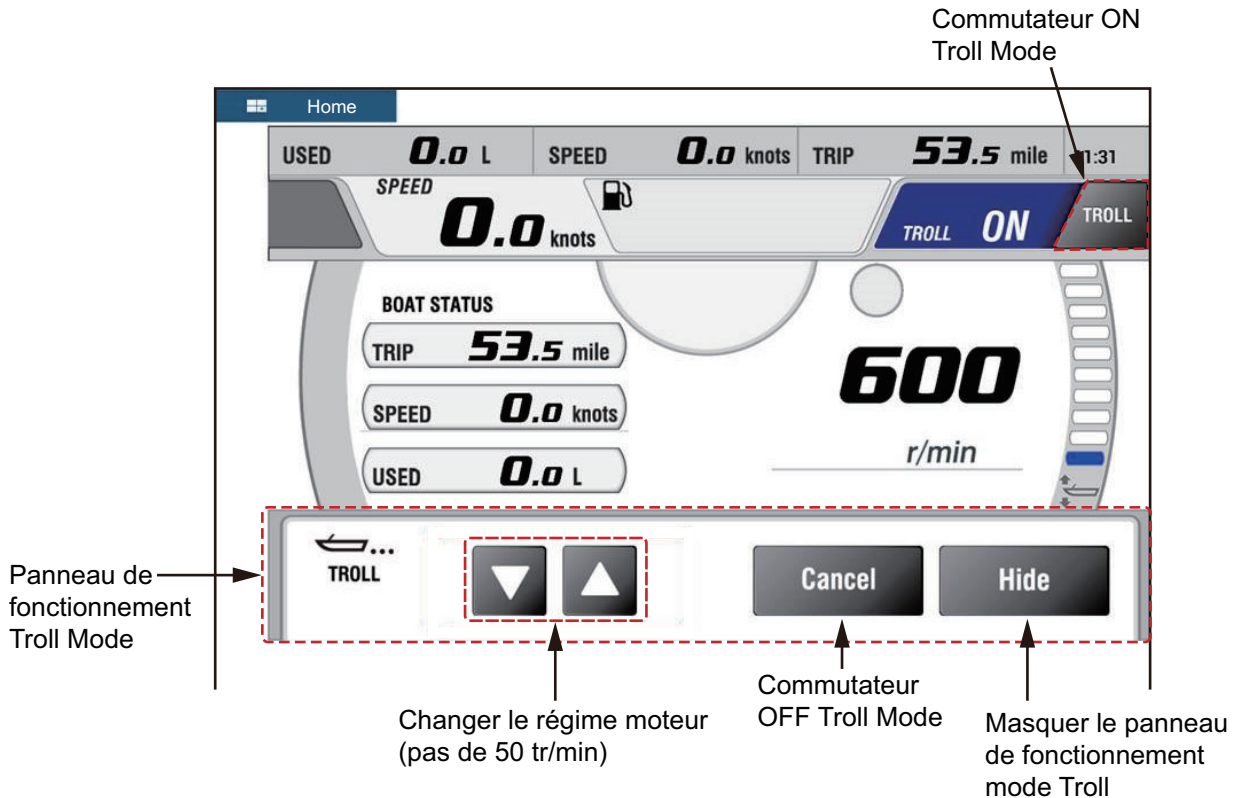 Commutateur ON
Troll Mode
Home
USED 0.0 L SPEED 0.0 knots TRIP 53.5 mile
:31
SPEED
0.0 knots
TROLL ON
TROLL
BOAT STATUS
TRIP 53.5 mile
SPEED 0.0 knots
USED 0.0 L
600
r/min
TROLL
Cancel
Hide
Panneau de
fonctionnement
Troll Mode
Changer le régime moteur
(pas de 50 tr/min)
Commutateur
OFF Troll Mode
Masquer le panneau
de fonctionnement
mode Troll